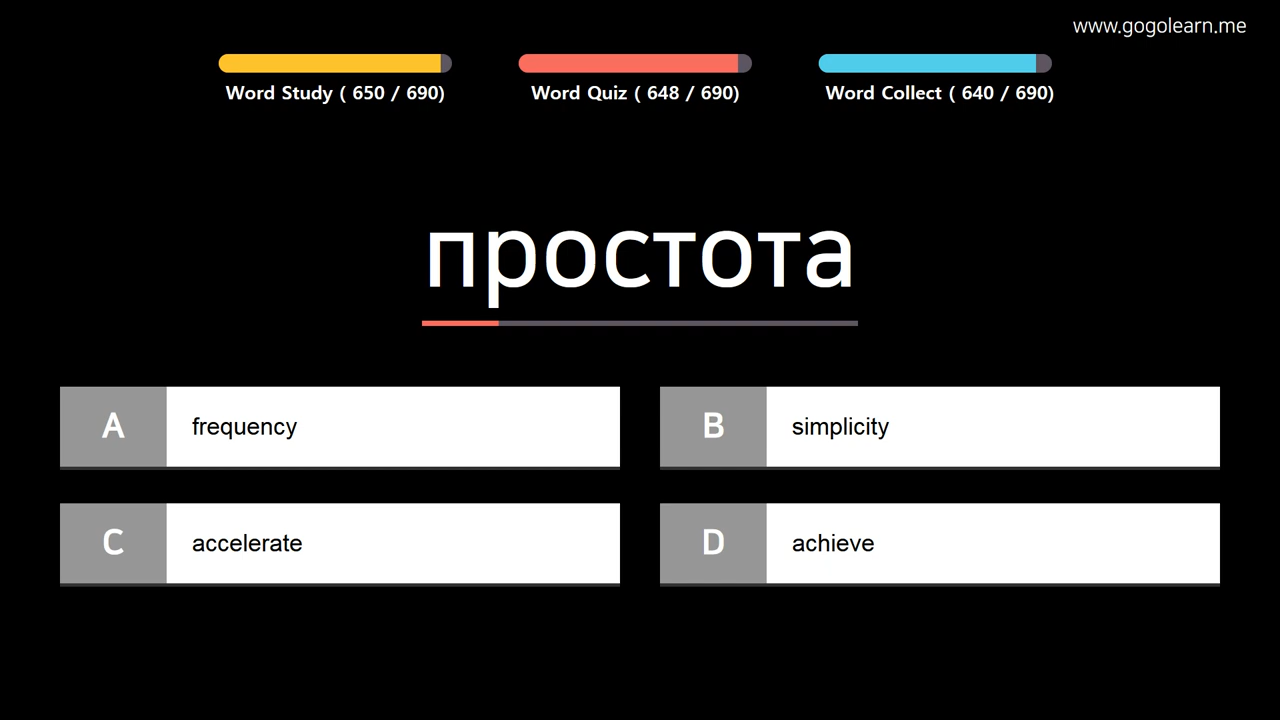 www.gogolearn.me
Word Study ( 650 / 690)
Word Quiz ( 648 / 690)
Word Collect ( 640 / 690)
простота
A frequency
B simplicity
C accelerate
D achieve